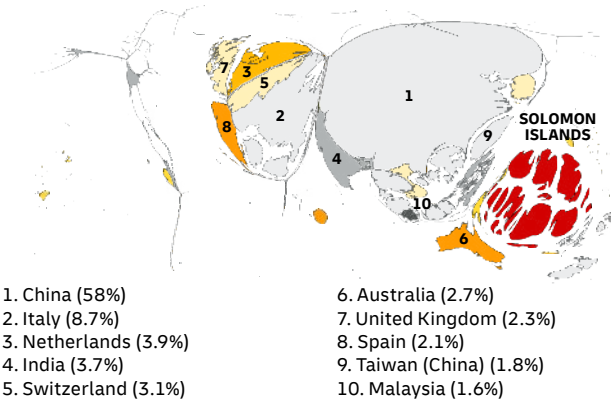 7
3
5
1
2
SOLOMON
ISLANDS
8
9
4
10
6
1. China (58%)
2. Italy (8.7%)
3. Netherlands (3.9%)
4. India (3.7%)
5. Switzerland (3.1%)
6. Australia (2.7%)
7. United Kingdom (2.3%)
8. Spain (2.1%)
9. Taiwan (China) (1.8%)
10. Malaysia (1.6%)